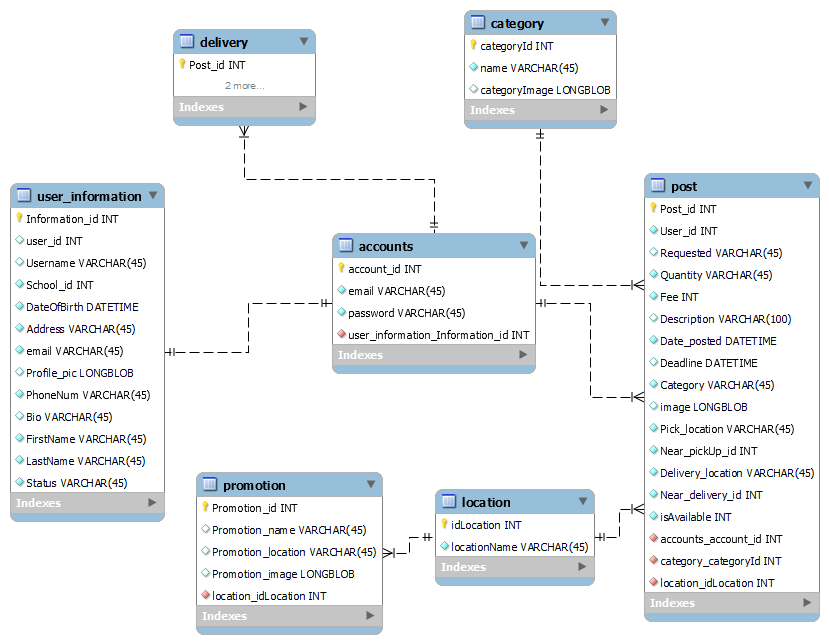 delivery
Post_id INT
2 more...
Indexes
category
categoryId INT
name VARCHAR(45)
categoryImage LONGBLOB
Indexes
user_information
Information_id INT
user_id INT
Username VARCHAR(45)
School_id INT
DateOfBirth DATETIME
Address VARCHAR(45)
email VARCHAR(45)
Profile_pic LONGBLOB
PhoneNum VARCHAR(45)
Bio VARCHAR(45)
FirstName VARCHAR(45)
LastName VARCHAR(45)
Status VARCHAR(45)
Indexes
accounts
account_id INT
email VARCHAR(45)
password VARCHAR(45)
user_information_Information_id INT
Indexes
post
Post_id INT
User_id INT
Requested VARCHAR(45)
Quantity VARCHAR(45)
Fee INT
Description VARCHAR(100)
Date_posted DATETIME
Deadline DATETIME
Category VARCHAR(45)
image LONGBLOB
Pick_location VARCHAR(45)
Near_pickUp_id INT
Delivery_location VARCHAR(45)
Near_delivery_id INT
isAvailable INT
accounts_account_id INT
category_categoryId INT
location_idLocation INT
Indexes
promotion
Promotion_id INT
Promotion_name VARCHAR(45)
Promotion_location VARCHAR(45)
Promotion_image LONGBLOB
location_idLocation INT
Indexes
location
idLocation INT
locationName VARCHAR(45)
Indexes